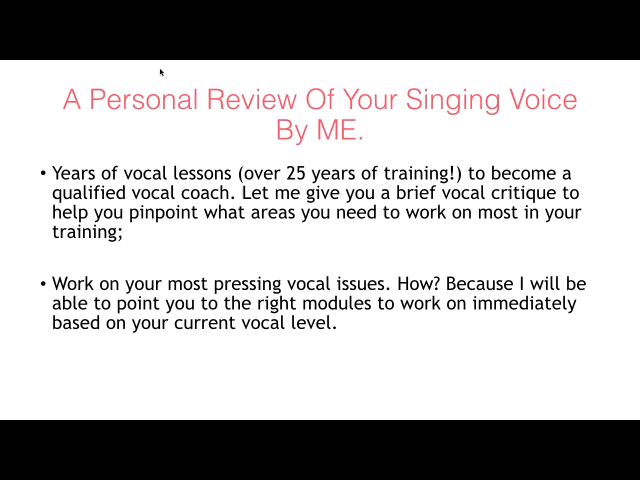 A Personal Review Of Your Singing Voice
By ME.
• Years of vocal lessons (over 25 years of training!) to become a
qualified vocal coach. Let me give you a brief vocal critique to
help you pinpoint what areas you need to work on most in your
training;
• Work on your most pressing vocal issues. How? Because I will be
able to point you to the right modules to work on immediately
based on your current vocal level.